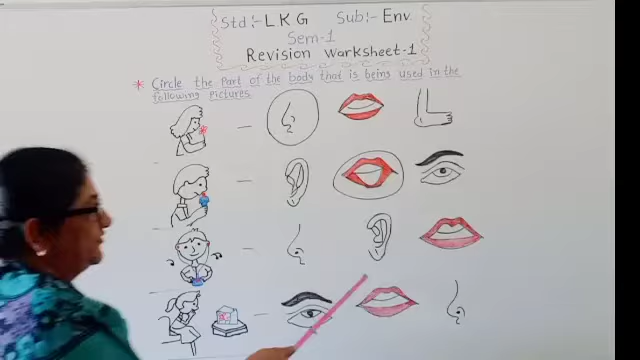 Std:- LKG Sub:- Env.
Sem-1
Revision Worksheet-1
* Circle the part of the body that is being used in the
following pictures.